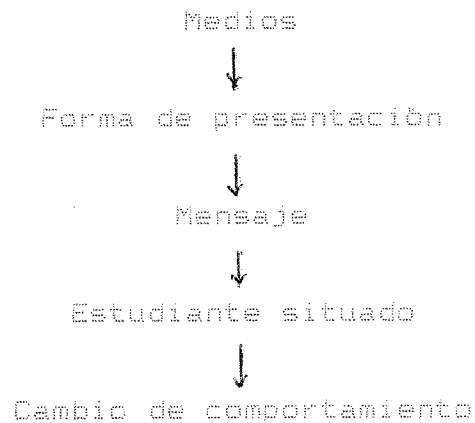 Medios
Forma de presentación
Mensaje
Estudiante situado
Cambio de comportamiento